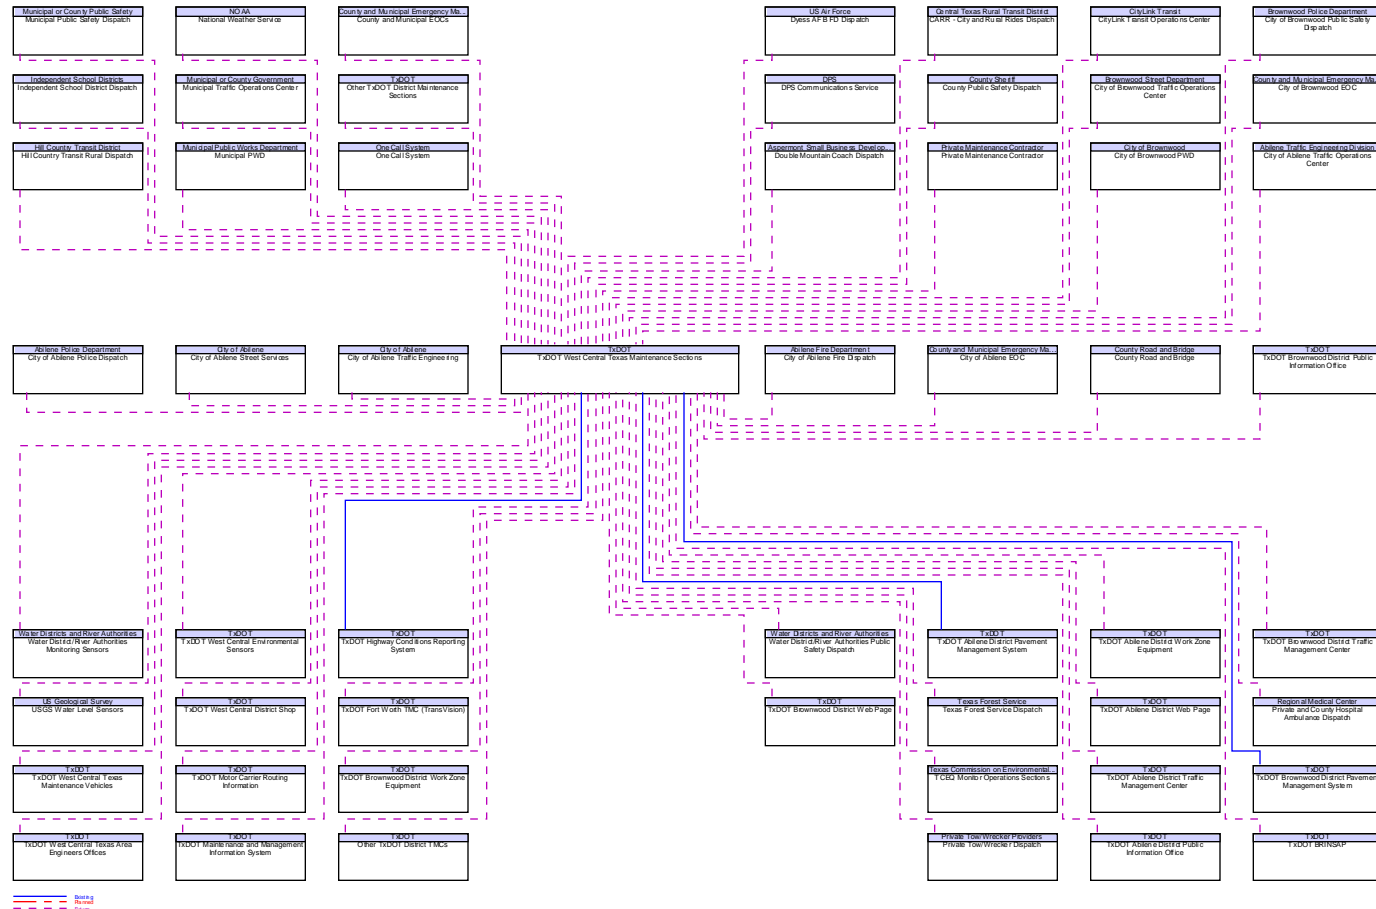 Municipal or County Public Safety
Municipal Public Safety Dispatch
NOAA
National Weather Service
County and Municipal Emergency Ma...
County and Municipal EOCs
US Air Force
Dyess AFB FD Dispatch
Central Texas Rural Transit District
CARR - City and Rural Rides Dispatch
CityLink Transit
CityLink Transit Operations Center
Brownwood Police Department
City of Brownwood Public Safety
Dispatch
Independent School Districts
Independent School District Dispatch
Municipal or County Government
Municipal Traffic Operations Center
TxDOT
Other TxDOT District Maintenance
Sections
DPS
DPS Communications Service
County Sheriff
County Public Safety Dispatch
Brownwood Street Department
City of Brownwood Traffic Operations
Center
County and Municipal Emergency Ma...
City of Brownwood EOC
Hill Country Transit District
Hill Country Transit Rural Dispatch
Municipal Public Works Department
Municipal PWD
One Call System
One Call System
Aspermont Small Business Develop...
Double Mountain Coach Dispatch
Private Maintenance Contractor
Private Maintenance Contractor
City of Brownwood
City of Brownwood PWD
Abilene Traffic Engineering Division
City of Abilene Traffic Operations
Center
Abilene Police Department
City of Abilene Police Dispatch
City of Abilene
City of Abilene Street Services
City of Abilene
City of Abilene Traffic Engineering
TxDOT
TxDOT West Central Texas Maintenance Sections
Abilene Fire Department
City of Abilene Fire Dispatch
County and Municipal Emergency Ma...
City of Abilene EOC
County Road and Bridge
County Road and Bridge
TxDOT
TxDOT Brownwood District Public
Information Office
Water Districts and River Authorities
Water District/River Authorities
Monitoring Sensors
TxDOT
TxDOT West Central Environmental
Sensors
TxDOT
TxDOT Highway Conditions Reporting
System
Water Districts and River Authorities
Water District/River Authorities Public
Safety Dispatch
TxDOT
TxDOT Abilene District Pavement
Management System
TxDOT
TxDOT Abilene District Work Zone
Equipment
TxDOT
TxDOT Brownwood District Traffic
Management Center
US Geological Survey
USGS Water Level Sensors
TxDOT
TxDOT West Central District Shop
TxDOT
TxDOT Fort Worth TMC (TransVision)
TxDOT
TxDOT Brownwood District Web Page
Texas Forest Service
Texas Forest Service Dispatch
TxDOT
TxDOT Abilene District Web Page
Regional Medical Center
Private and County Hospital
Ambulance Dispatch
TxDOT
TxDOT West Central Texas
Maintenance Vehicles
TxDOT
TxDOT Motor Carrier Routing
Information
TxDOT
TxDOT Brownwood District Work Zone
Equipment
Texas Commission on Environmental...
TCEQ Monitor Operations Sections
TxDOT
TxDOT Abilene District Traffic
Management Center
TxDOT
TxDOT Brownwood District Pavement
Management System
TxDOT
TxDOT West Central Texas Area
Engineers Offices
TxDOT
TxDOT Maintenance and Management
Information System
TxDOT
Other TxDOT District TMCs
Private Tow/Wrecker Providers
Private Tow/Wrecker Dispatch
TxDOT
TxDOT Abilene District Public
Information Office
TxDOT
TxDOT BRINSAP
Existing
Planned